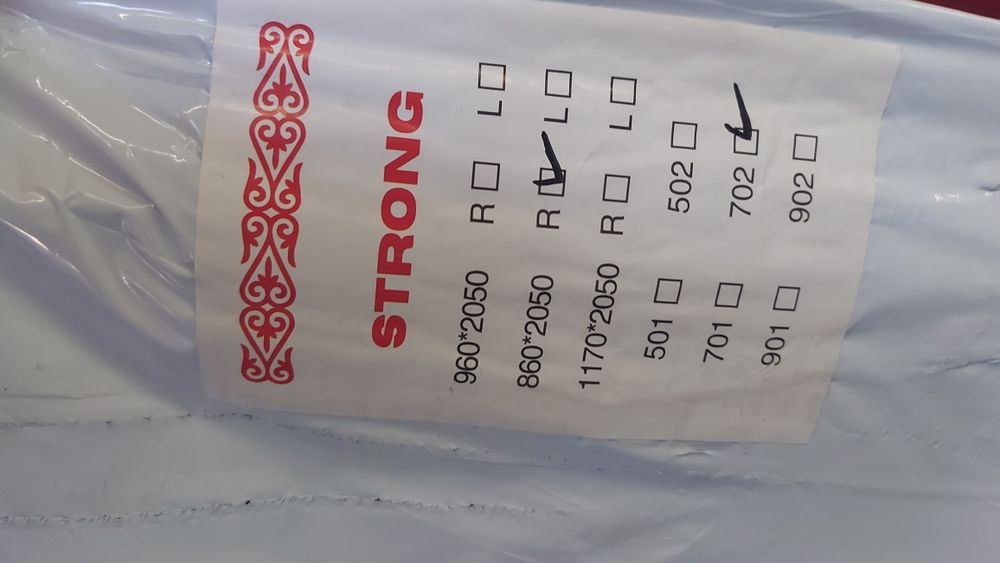 STRONG
960*2050 R ☐ L ☐
860*2050 R ☑ L ☐
1170*2050 R ☐ L ☐
501 ☐ 502 ☐
701 ☐ 702 ☑
901 ☐ 902 ☐